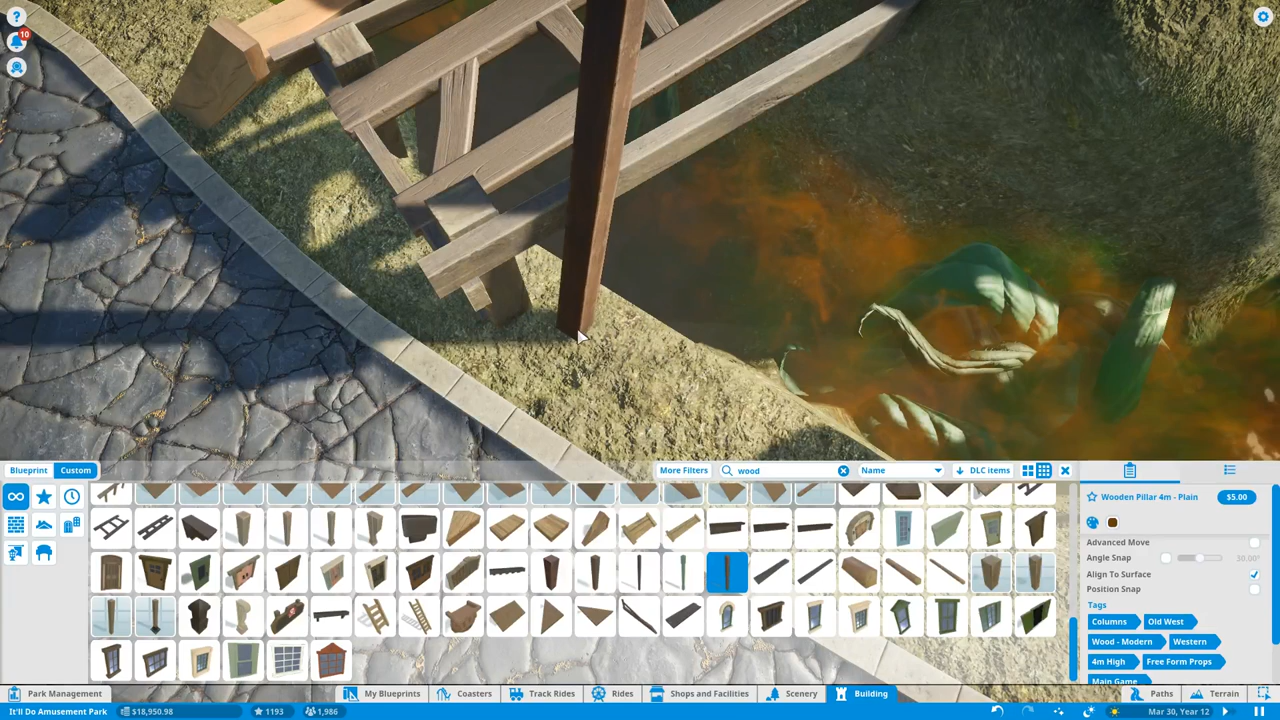 ?
10
Blueprint
Custom
More Filters
wood
Name
DLC items
Wooden Pillar 4m - Plain
$5.00
Advanced Move
Angle Snap
30.00°
Align To Surface
Position Snap
Tags
Columns
Old West
Wood - Modern
Western
4m High
Free Form Props
Main Game
Park Management
My Blueprints
Coasters
Track Rides
Rides
Shops and Facilities
Scenery
Building
Paths
Terrain
It'll Do Amusement Park
$18,950.98
1193
1,986
Mar 30, Year 12